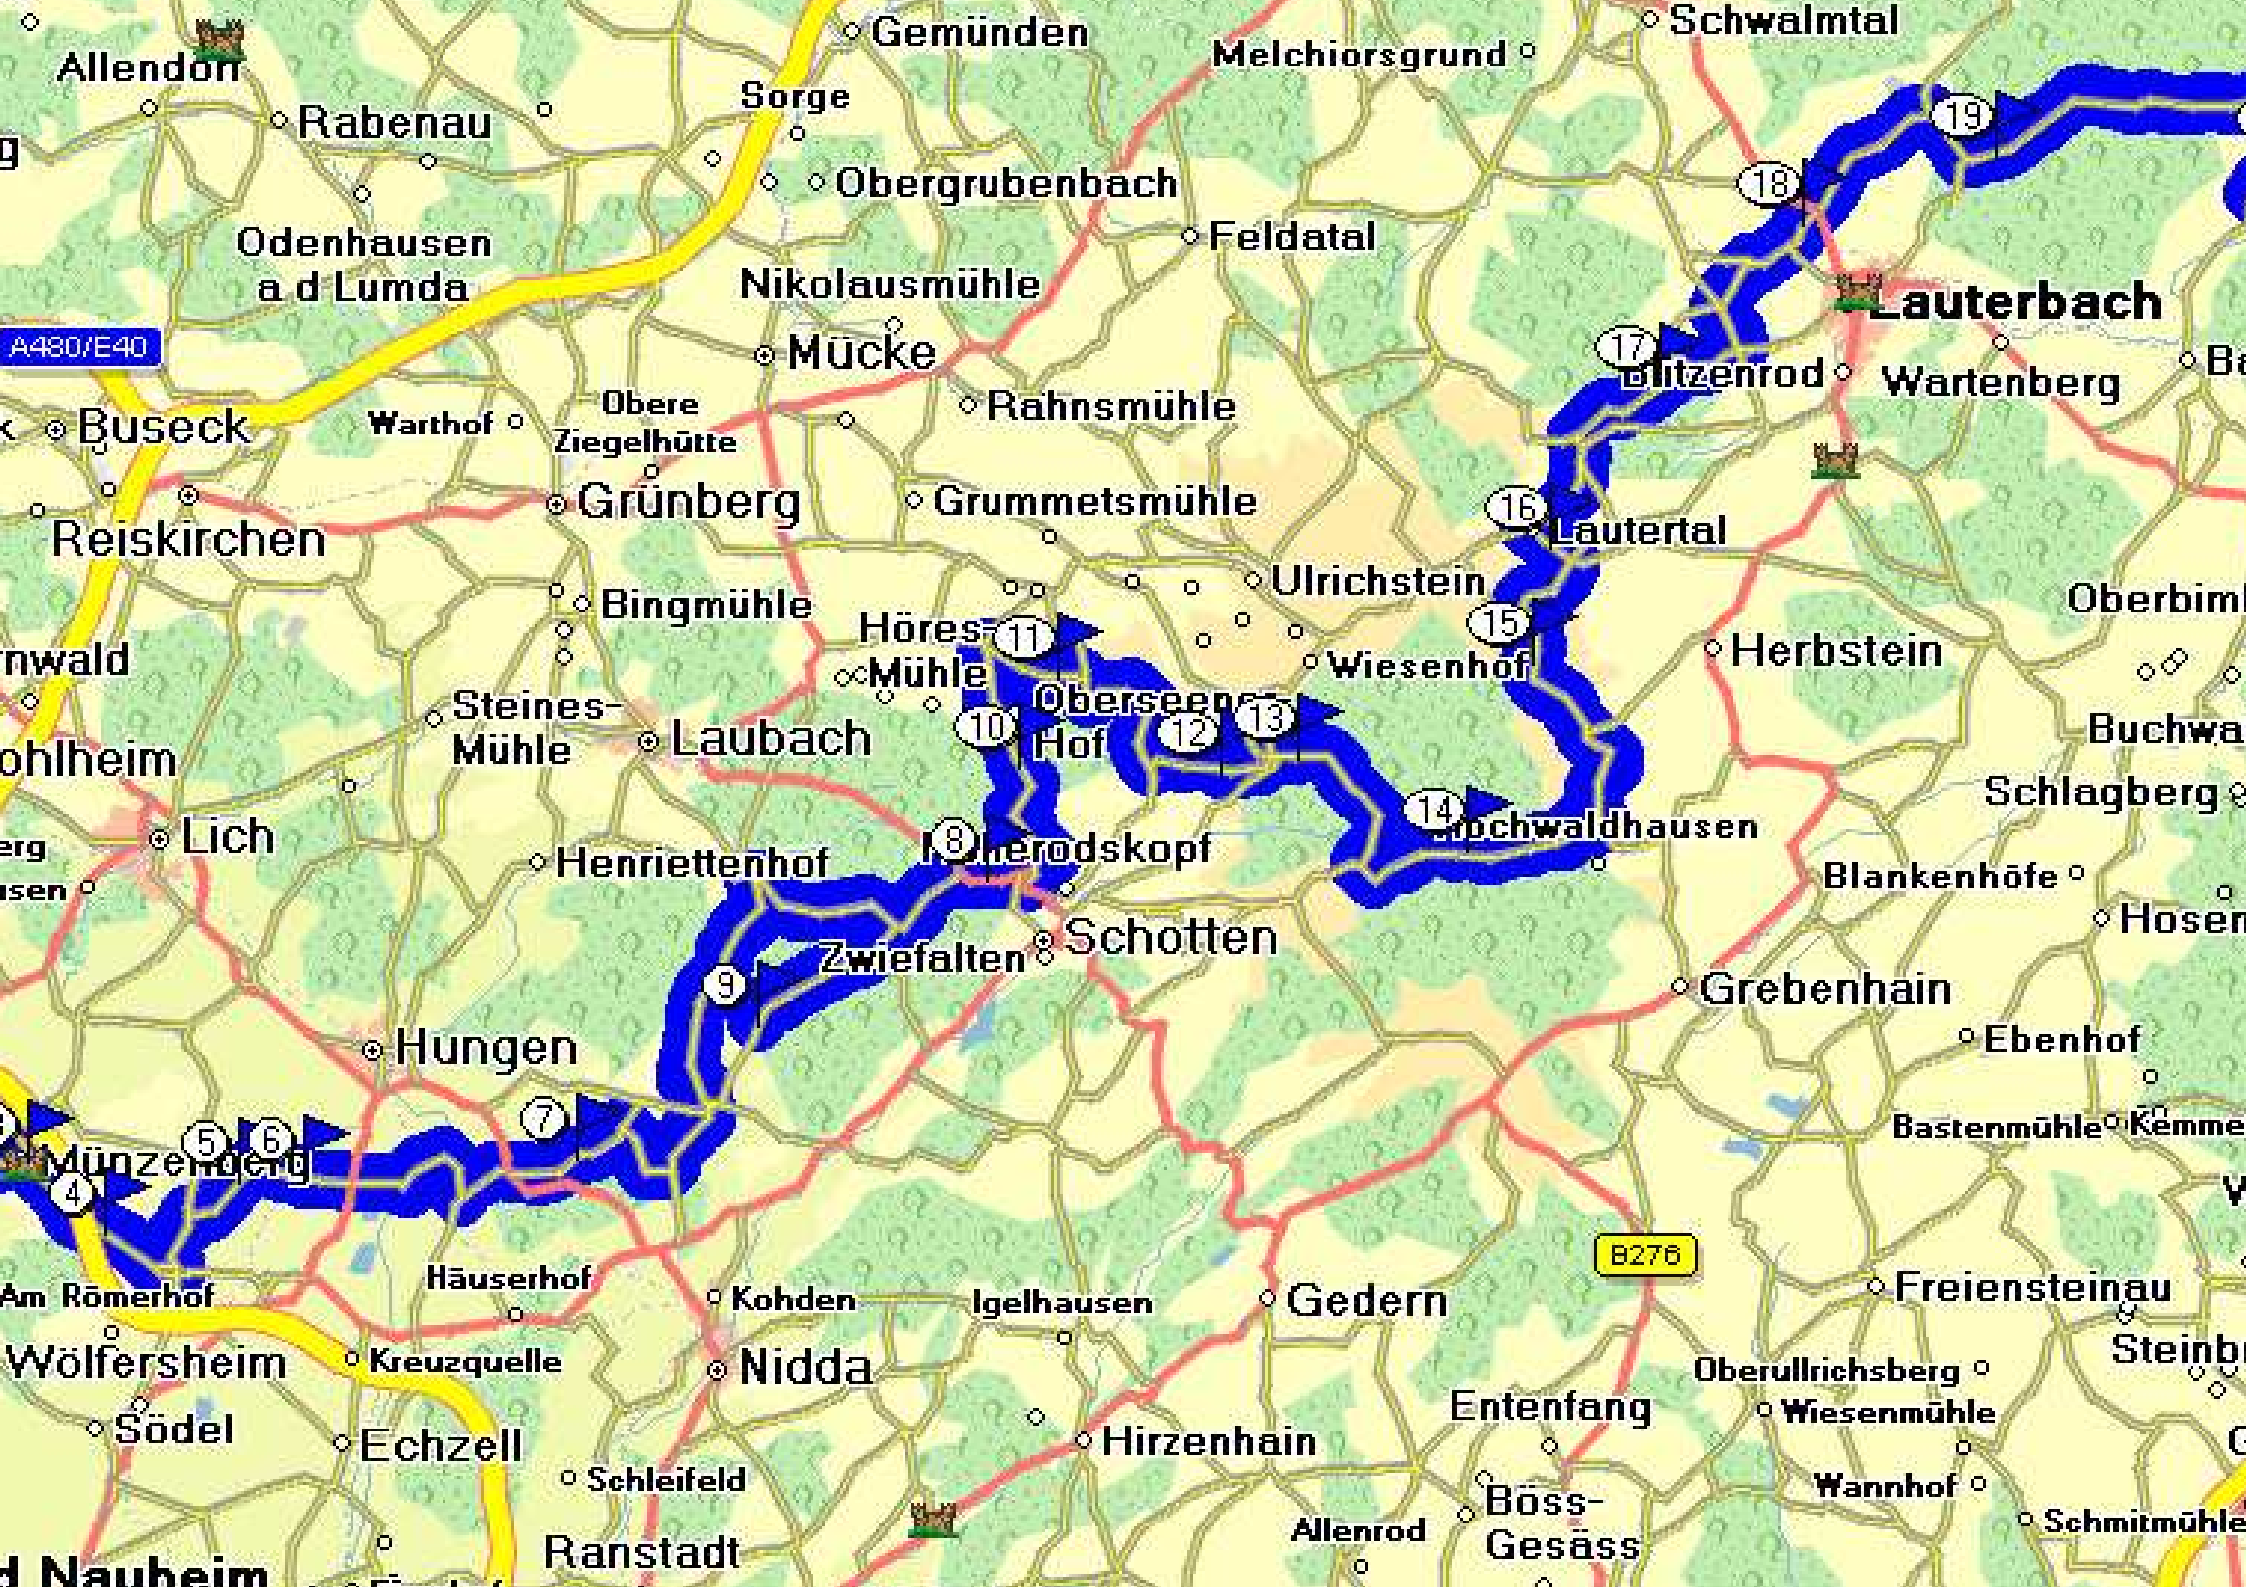 Schwalmtal
Gemünden
Melchiorsgrund
Allendorf
Sorge
19
Rabenau
18
Obergrubenbach
Feldatal
Odenhausen
a d Lumda
Nikolausmühle
Lauterbach
A480/E40
17
Mücke
Blitzenrod
Wartenberg
Obere
Ziegelhütte
Rahnsmühle
Warthof
Buseck
Grünberg
Grummetsmühle
16
Lautertal
Reiskirchen
Ulrichstein
Bingmühle
Höres-
Mühle
11
15
Herbstein
Wiesenhof
Steines-
Mühle
Oberseener
Hof
10
12
13
Laubach
Schlagberg
14
Hochwaldhausen
Lich
8
Hoherodskopf
Henriettenhof
Blankenhöfe
Schotten
Zwiefalten
9
Grebenhain
Hungen
Ebenhof
7
5
6
Bastenmühle
Münzenberg
4
B276
Häuserhof
Am Römerhof
Kohden
Igelhausen
Gedern
Freiensteinau
Wölfersheim
Kreuzquelle
Nidda
Oberullrichsberg
Entenfang
Wiesenmühle
Södel
Echzell
Hirzenhain
Schleifeld
Wannhof
Böss-
Gesäss
Allenrod
Schmitmühle
Ranstadt
d Nauheim